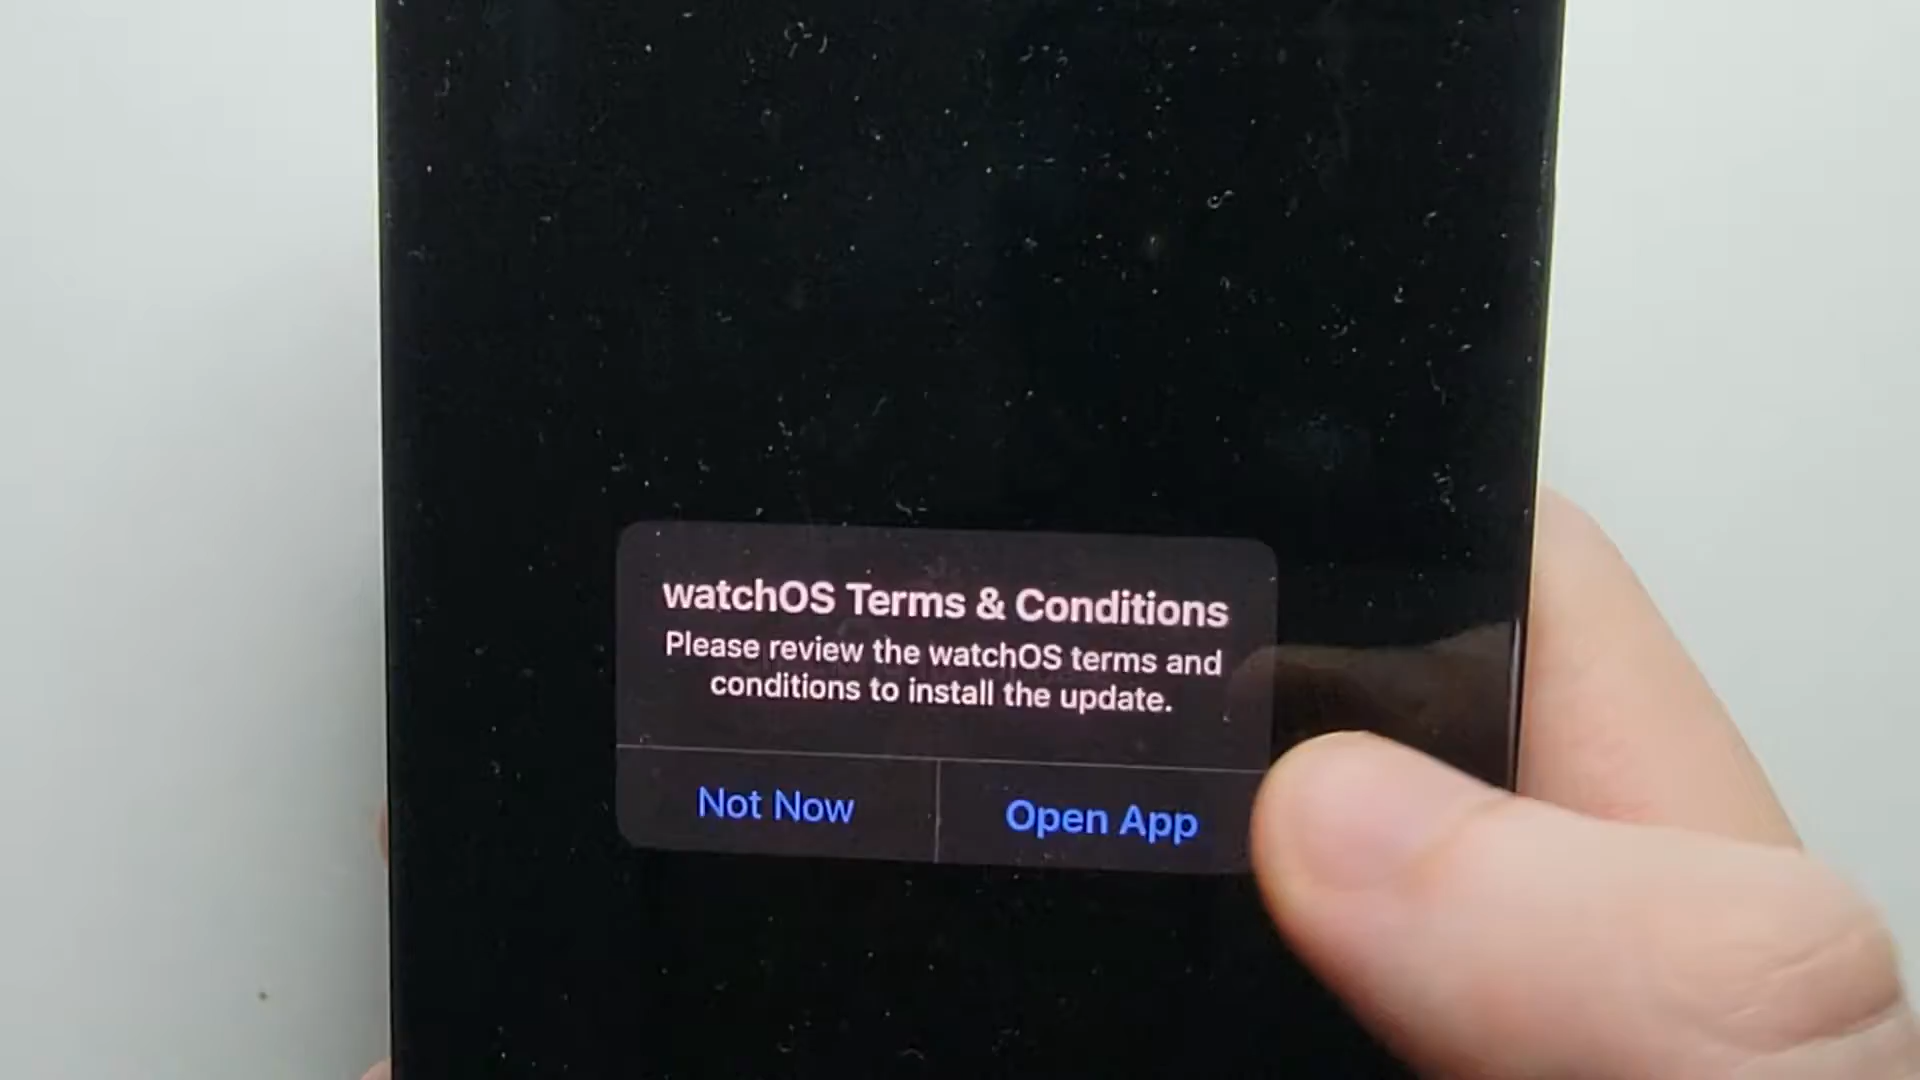 watchOS Terms & Conditions
Please review the watchOS terms and
conditions to install the update.
Not Now
Open App